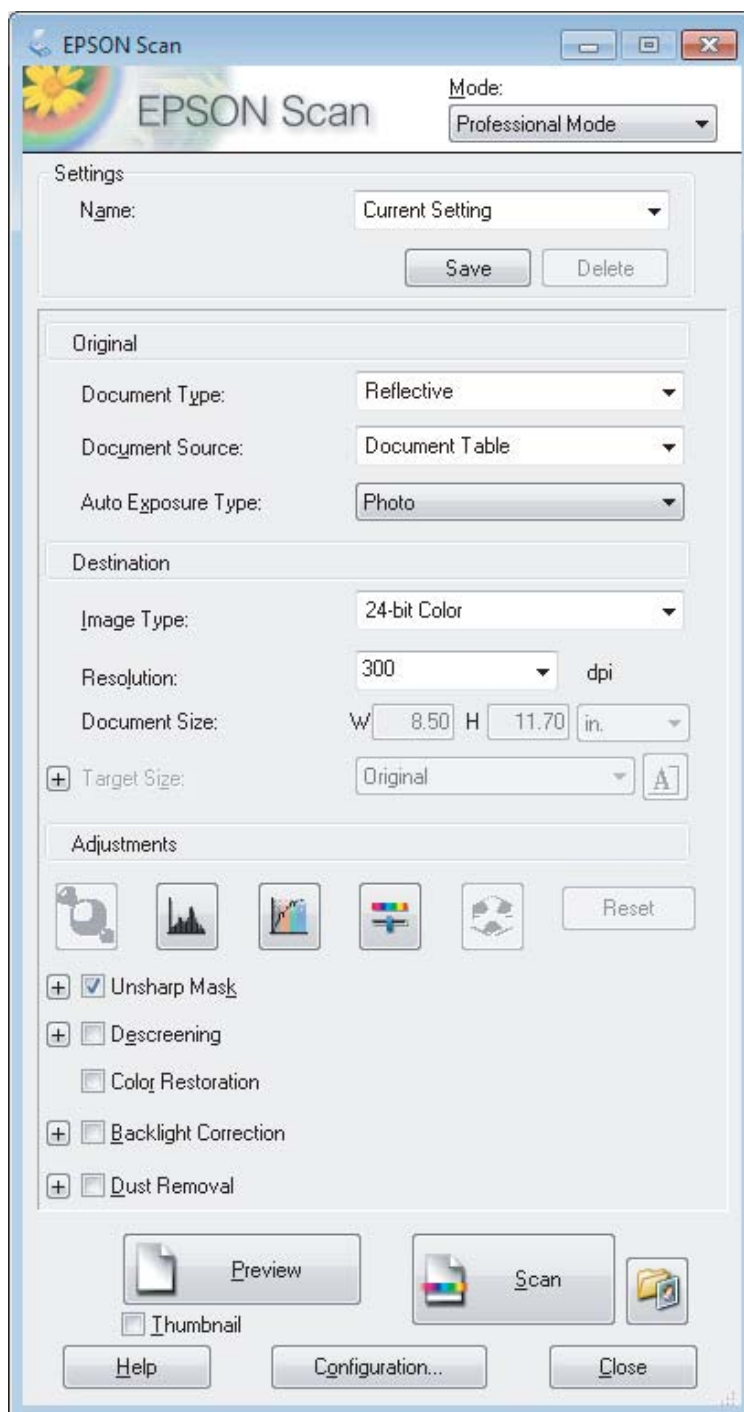 EPSON Scan
EPSON Scan
Mode:
Professional Mode
Settings
Name:
Current Setting
Save
Delete
Original
Document Type:
Reflective
Document Source:
Document Table
Auto Exposure Type:
Photo
Destination
Image Type:
24-bit Color
Resolution:
300
dpi
Document Size:
W 8.50 H 11.70 in.
Target Size:
Original
A
Adjustments
Reset
Unsharp Mask
Descreening
Color Restoration
Backlight Correction
Dust Removal
Preview
Scan
Thumbnail
Help
Configuration...
Close